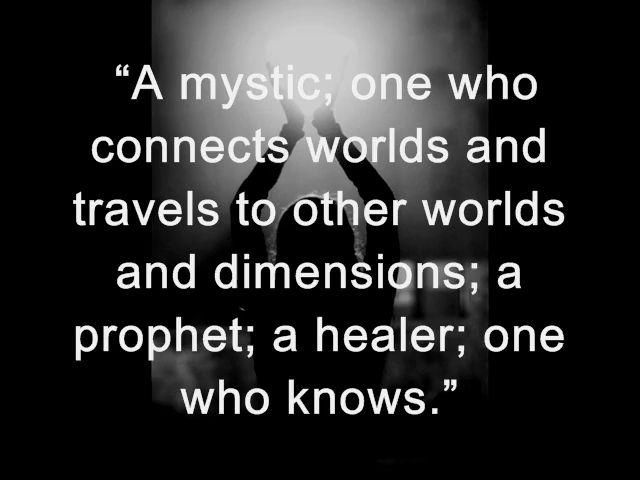 “A mystic; one who
connects worlds and
travels to other worlds
and dimensions; a
prophet; a healer; one
who knows.”